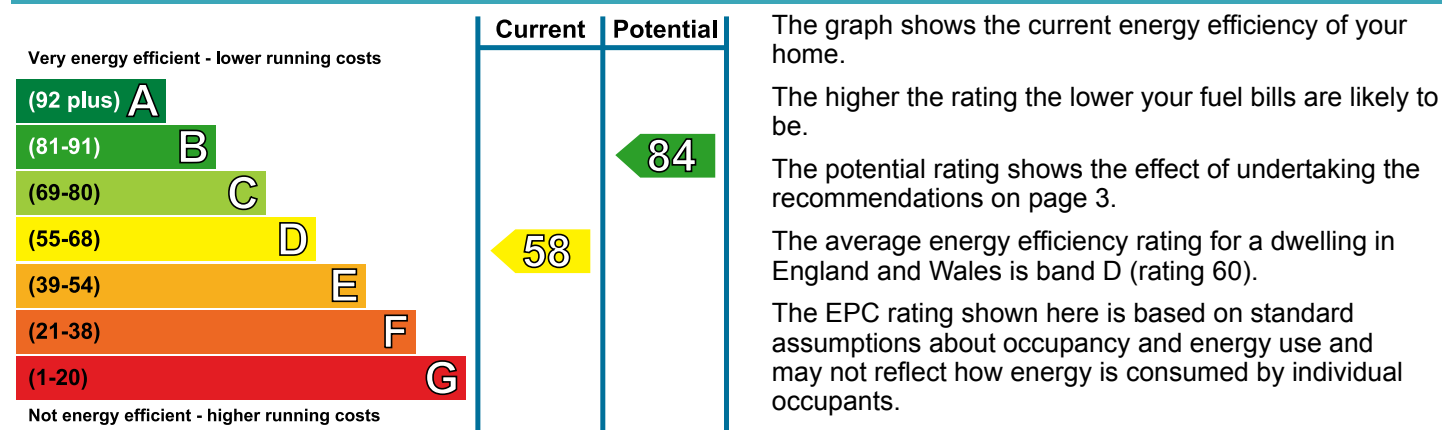 Current Potential
Very energy efficient - lower running costs
(92 plus) A
(81-91) B
84
(69-80) C
(55-68) D
58
(39-54) E
(21-38) F
(1-20) G
Not energy efficient - higher running costs
The graph shows the current energy efficiency of your
home.
The higher the rating the lower your fuel bills are likely to
be.
The potential rating shows the effect of undertaking the
recommendations on page 3.
The average energy efficiency rating for a dwelling in
England and Wales is band D (rating 60).
The EPC rating shown here is based on standard
assumptions about occupancy and energy use and
may not reflect how energy is consumed by individual
occupants.